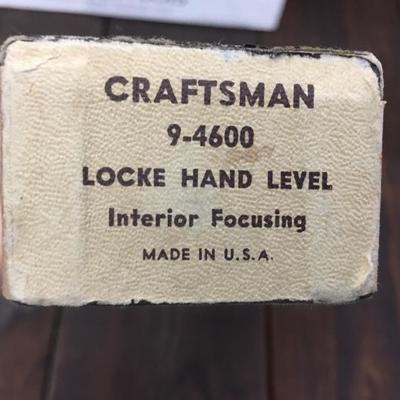 CRAFTSMAN
9-4600
LOCKE HAND LEVEL
Interior Focusing
MADE IN U.S.A.